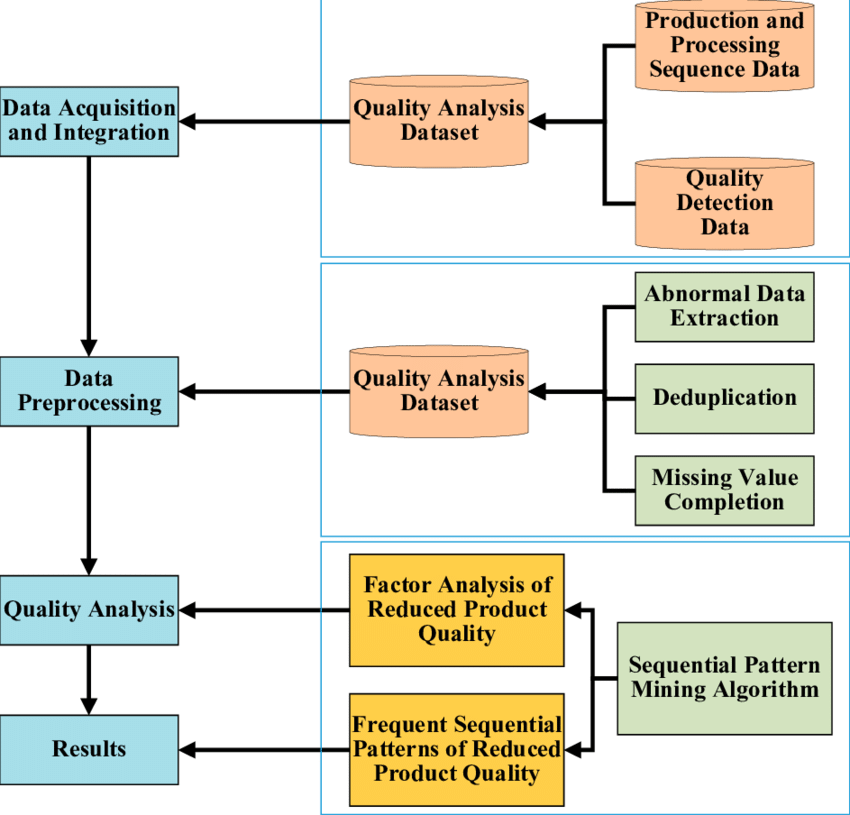 Production and
Processing
Sequence Data
Data Acquisition
and Integration
Quality Analysis
Dataset
Quality
Detection
Data
Abnormal Data
Extraction
Data
Preprocessing
Quality Analysis
Dataset
Deduplication
Missing Value
Completion
Quality Analysis
Factor Analysis of
Reduced Product
Quality
Sequential Pattern
Mining Algorithm
Results
Frequent Sequential
Patterns of Reduced
Product Quality